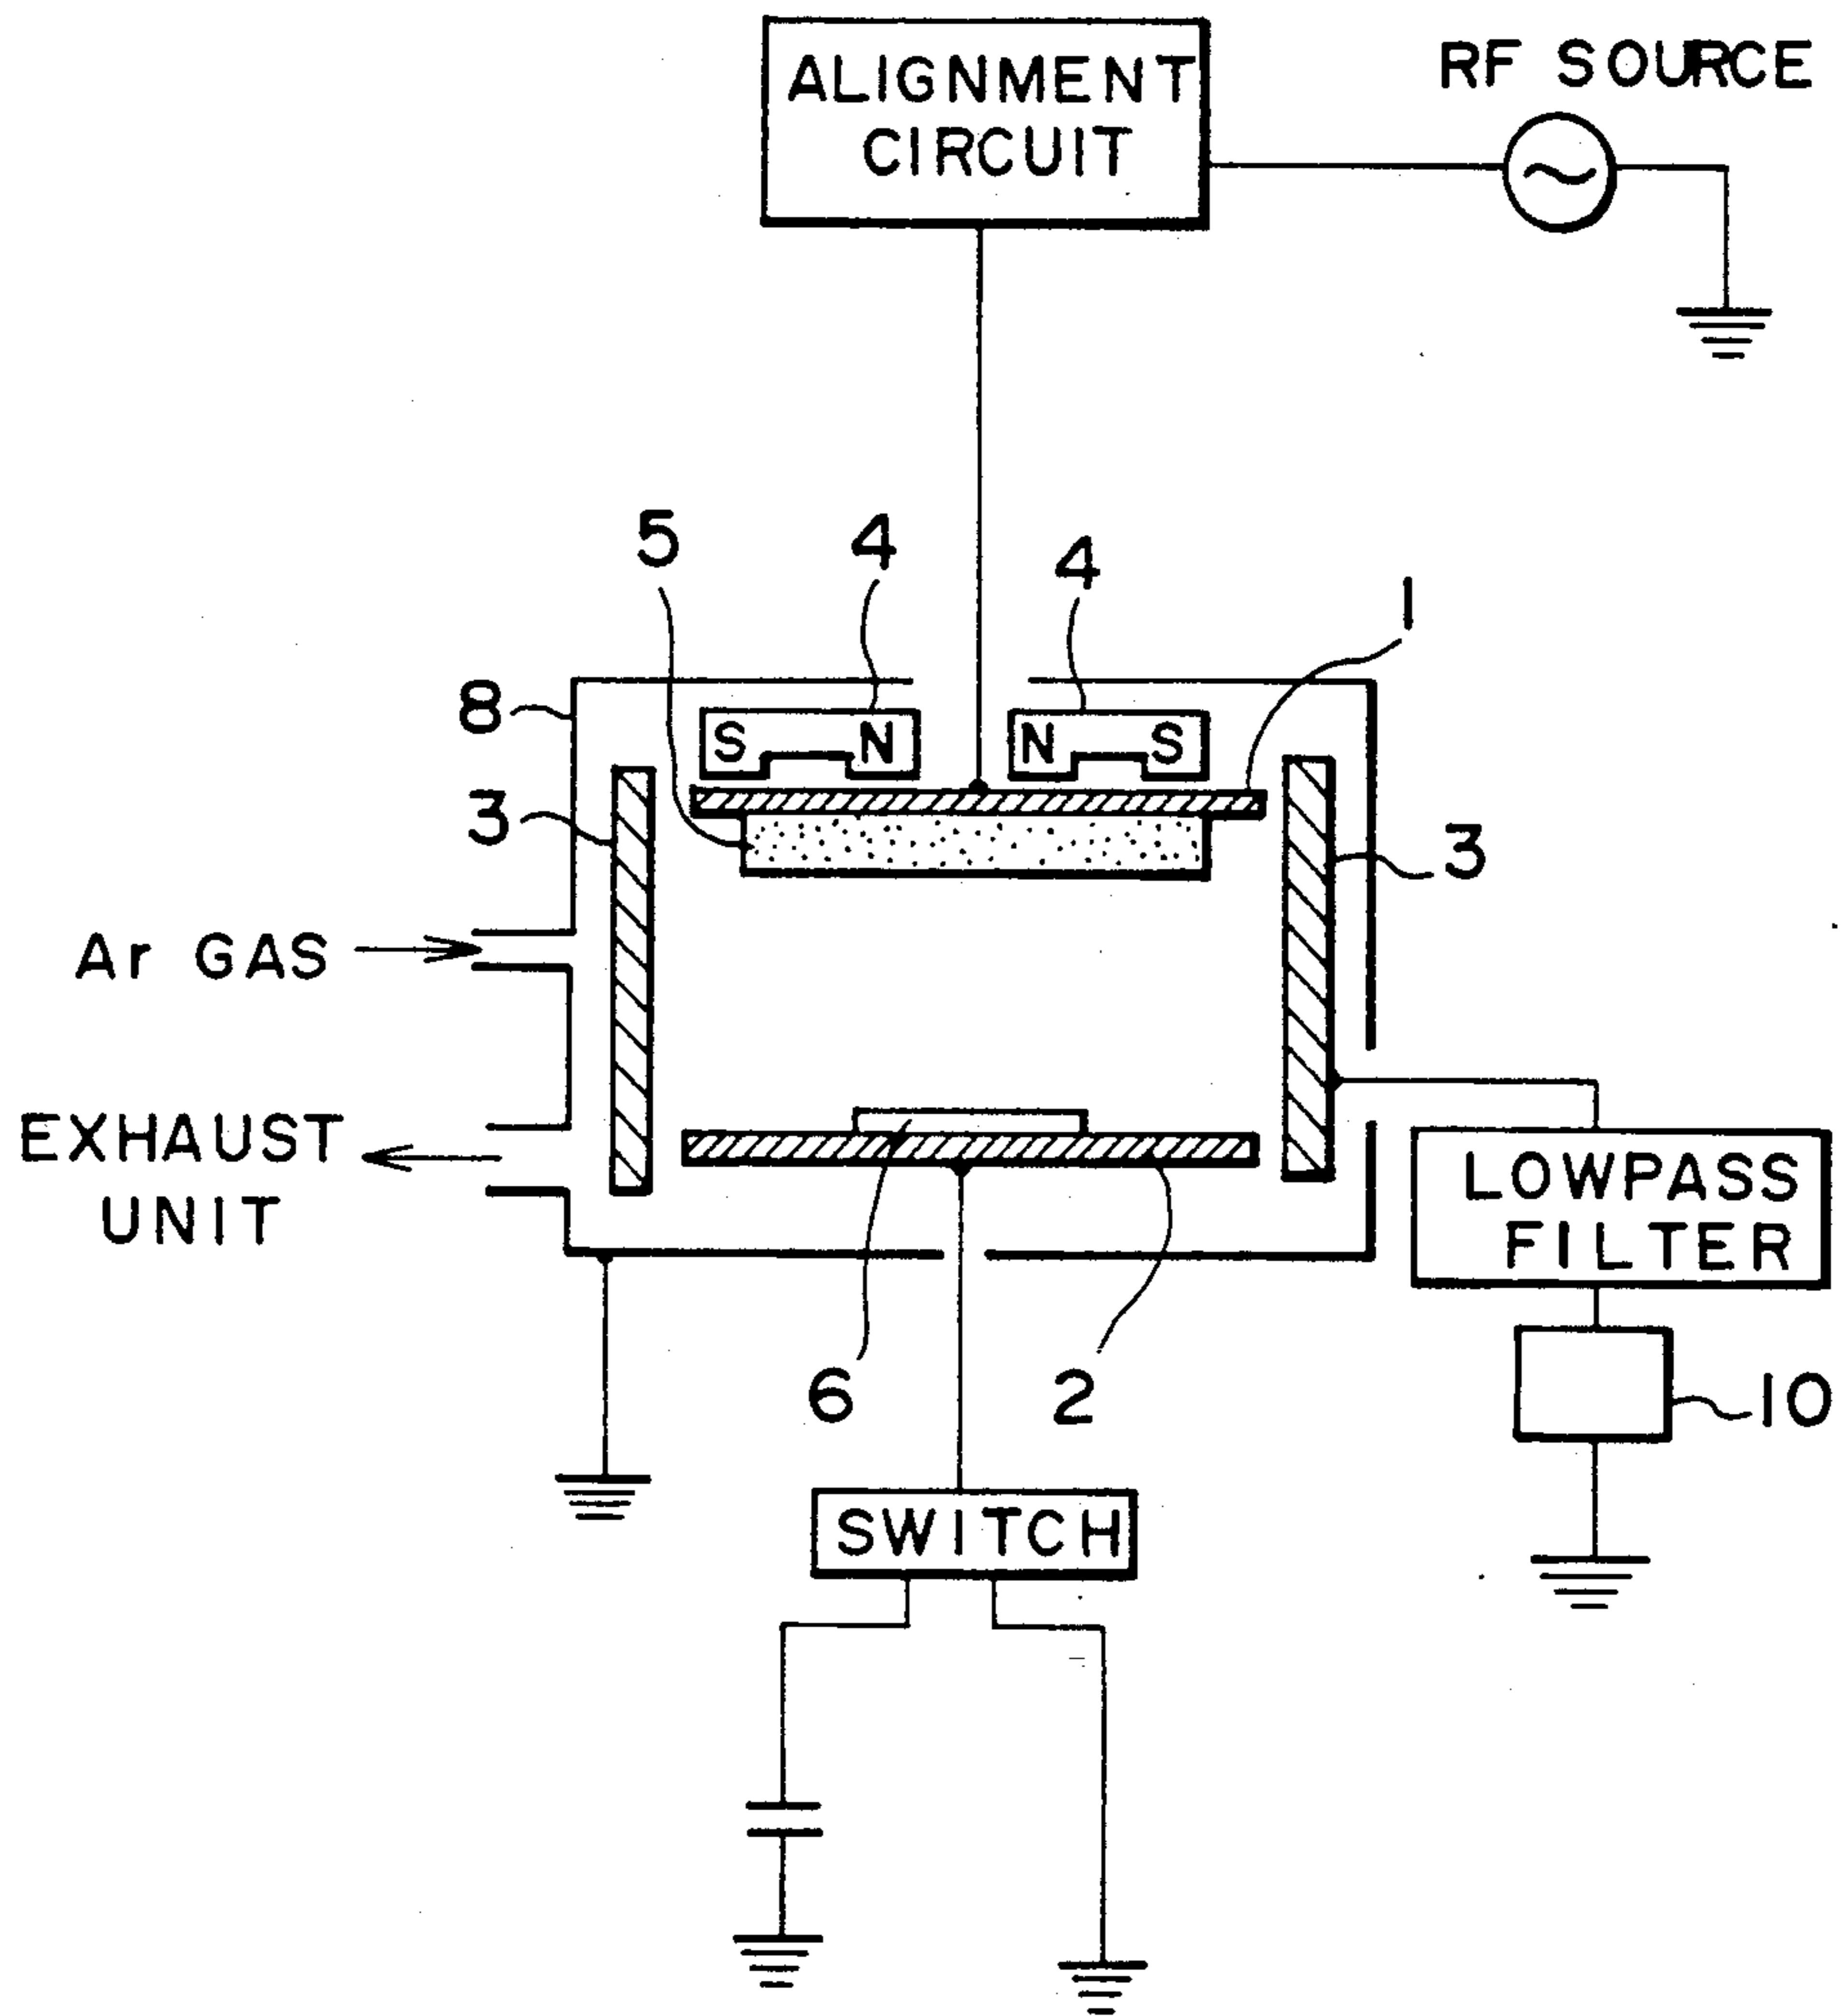 ALIGNMENT
CIRCUIT
RF SOURCE
5
4
4
1
8
S N
N S
3
3
Ar GAS
EXHAUST
UNIT
LOWPASS
FILTER
6
2
10
SWITCH